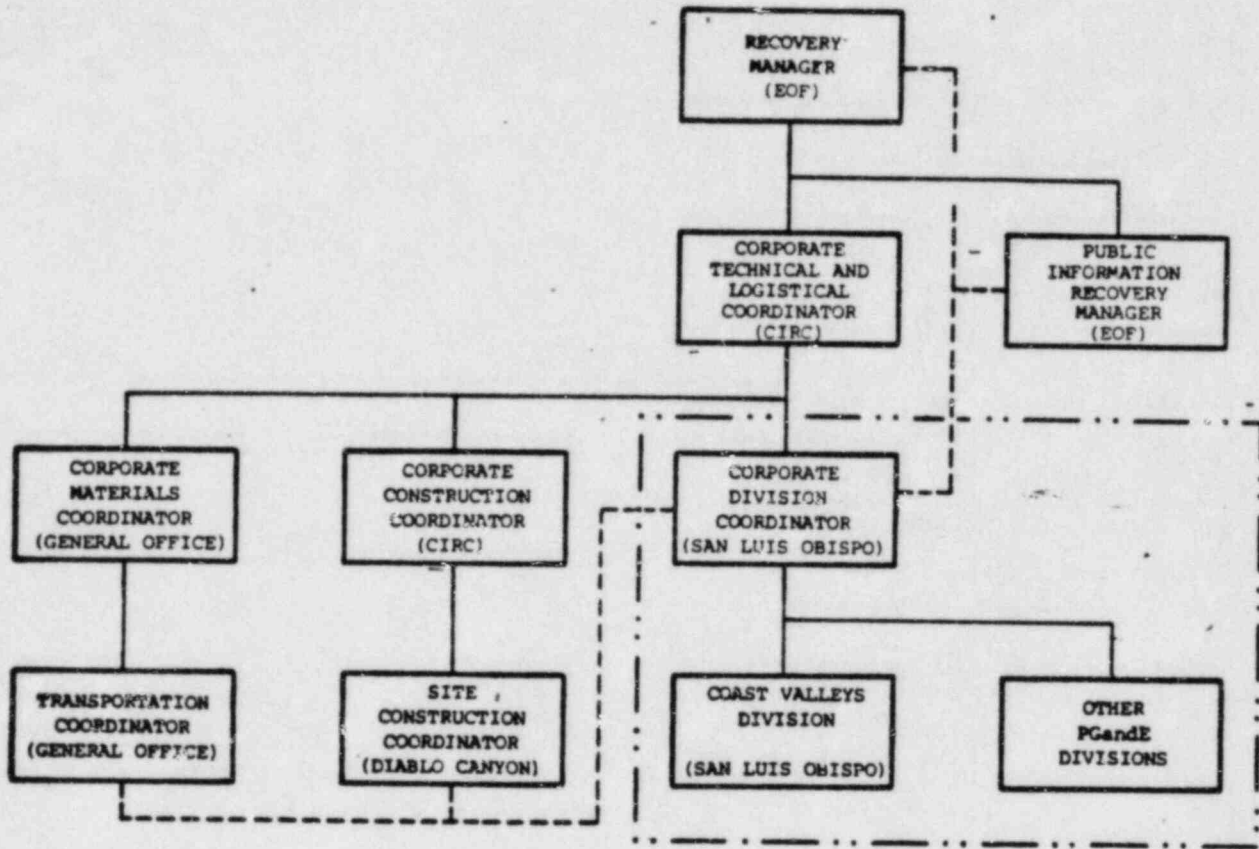 RECOVERY
MANAGER
(EOF)
CORPORATE
TECHNICAL AND
LOGISTICAL
COORDINATOR
(CIRC)
PUBLIC
INFORMATION
RECOVERY
MANAGER
(EOF)
CORPORATE
MATERIALS
COORDINATOR
(GENERAL OFFICE)
CORPORATE
CONSTRUCTION
COORDINATOR
(CIRC)
CORPORATE
DIVISION
COORDINATOR
(SAN LUIS OBISPO)
TRANSPORTATION
COORDINATOR
(GENERAL OFFICE)
SITE
CONSTRUCTION
COORDINATOR
(DIABLO CANYON)
COAST VALLEYS
DIVISION
(SAN LUIS OBISPO)
OTHER
PGandE
DIVISIONS